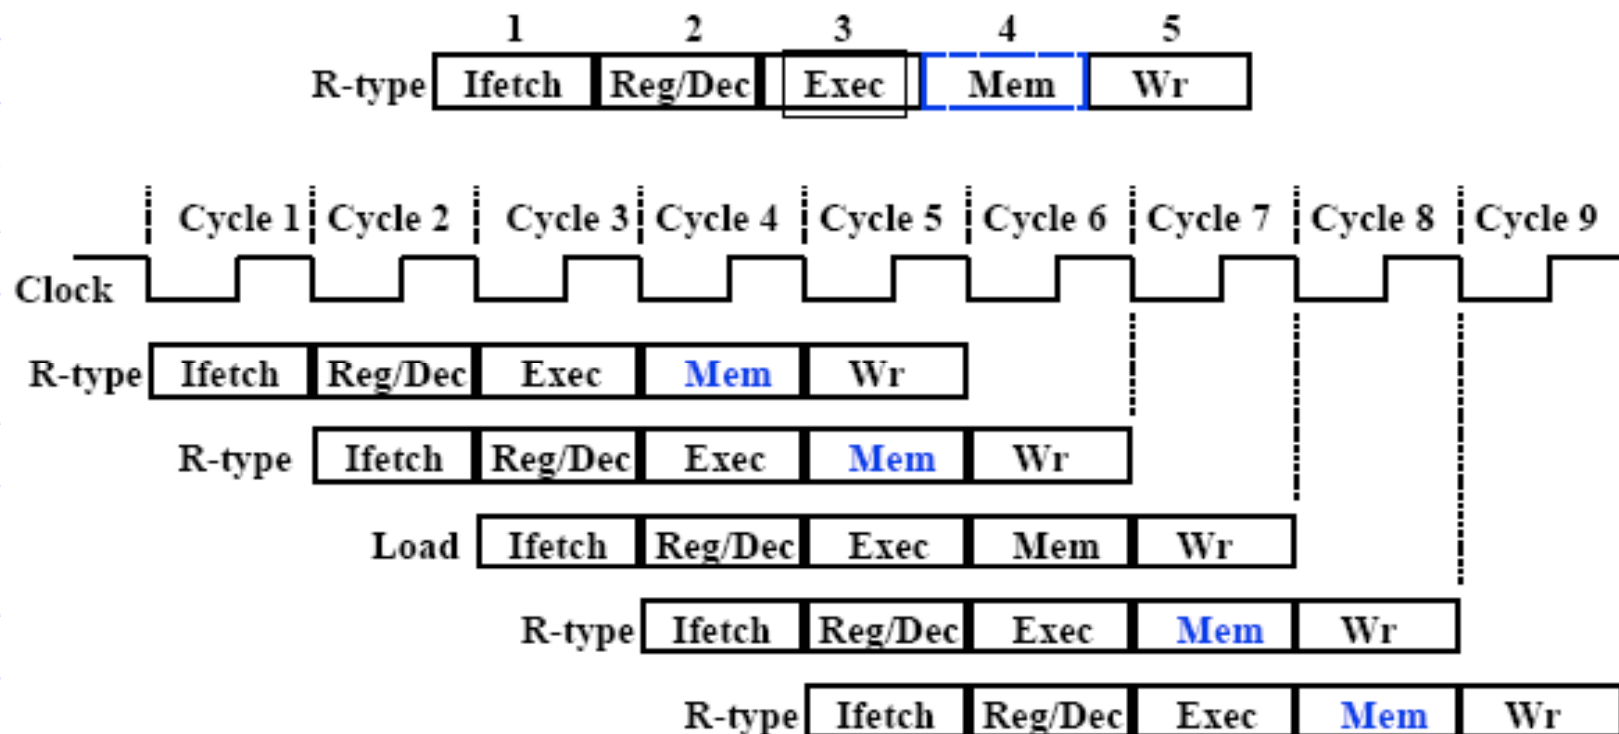 1 2 3 4 5
R-type Ifetch Reg/Dec Exec Mem Wr
Cycle 1 Cycle 2 Cycle 3 Cycle 4 Cycle 5 Cycle 6 Cycle 7 Cycle 8 Cycle 9
Clock
R-type Ifetch Reg/Dec Exec Mem Wr
R-type Ifetch Reg/Dec Exec Mem Wr
Load Ifetch Reg/Dec Exec Mem Wr
R-type Ifetch Reg/Dec Exec Mem Wr
R-type Ifetch Reg/Dec Exec Mem Wr